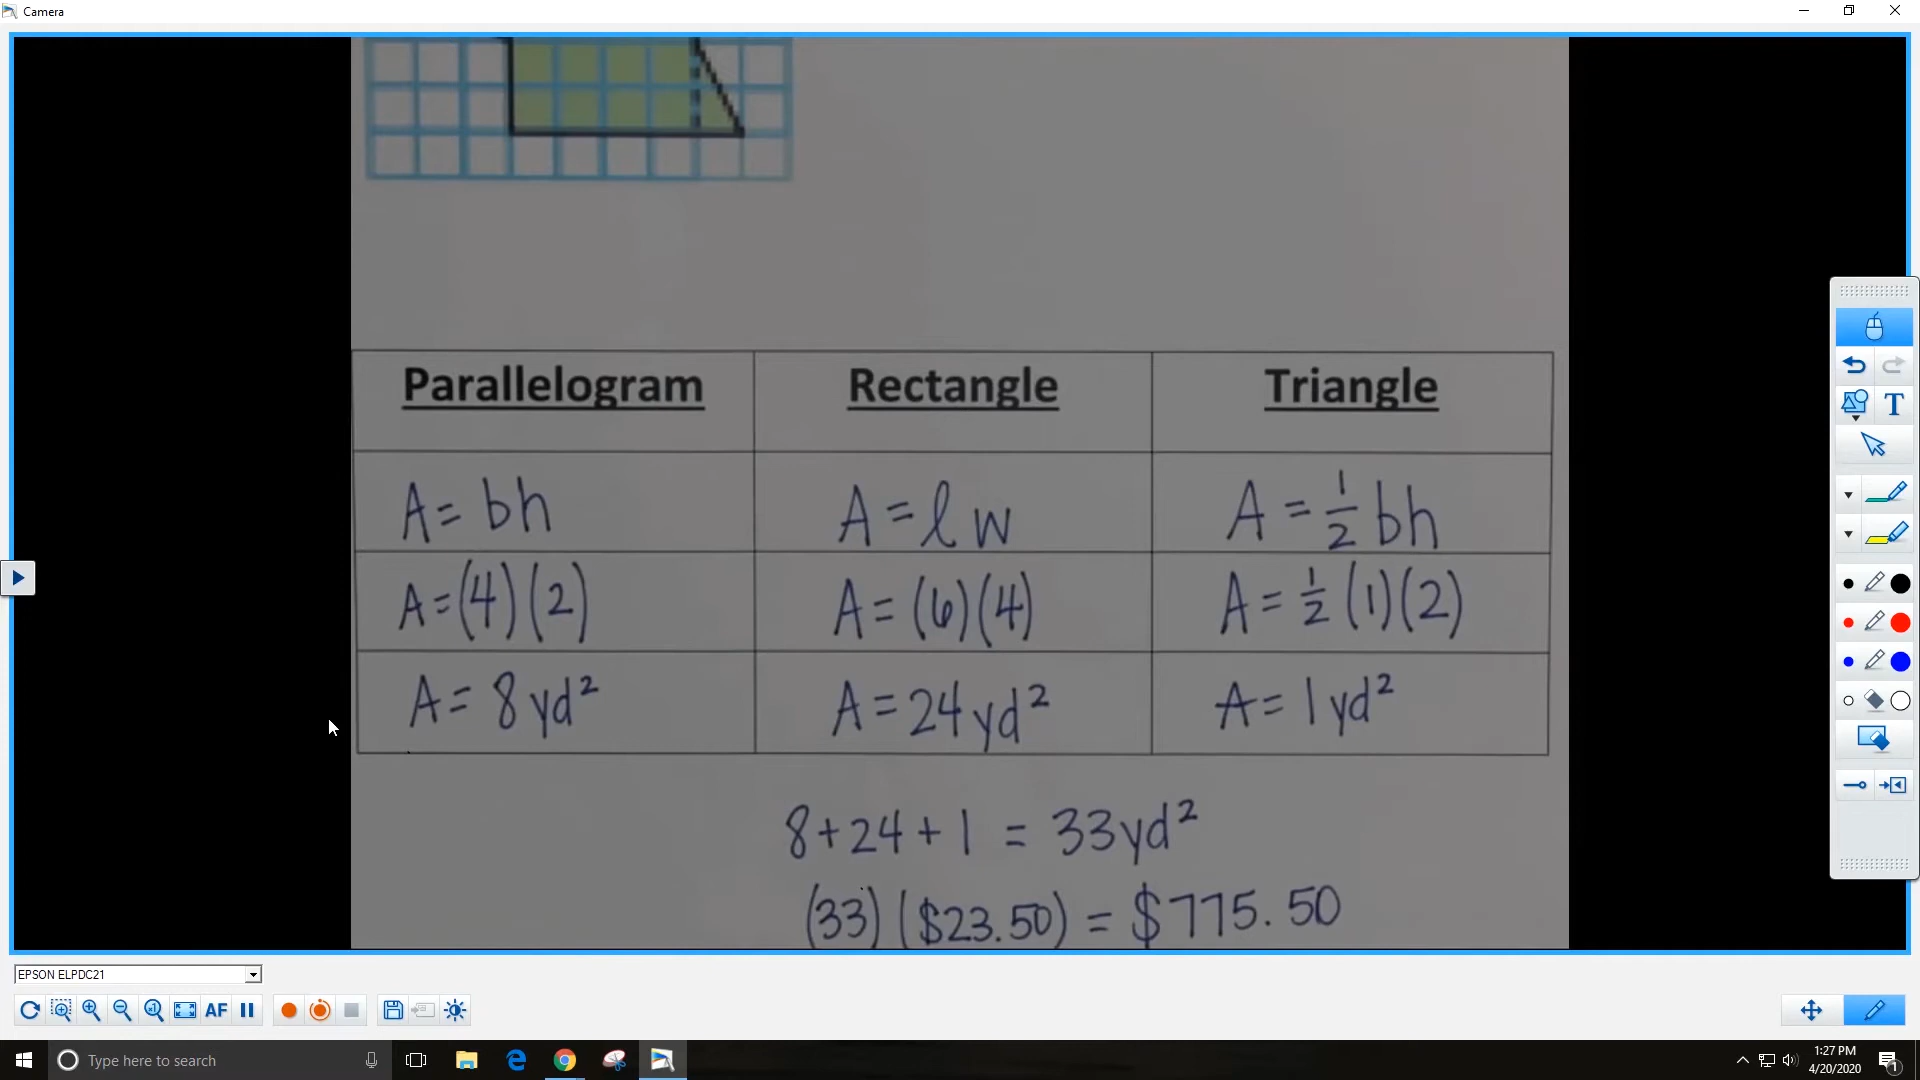 Camera
Parallelogram Rectangle Triangle
A = bh A = lw A = 1/2 bh
A = (4)(2) A = (6)(4) A = 1/2 (1)(2)
A = 8 yd² A = 24 yd² A = 1 yd²
8 + 24 + 1 = 33 yd²
(33) ($23.50) = $775.50
T
EPSON ELPDC21
AF
Type here to search
1:27 PM
4/20/2020
1